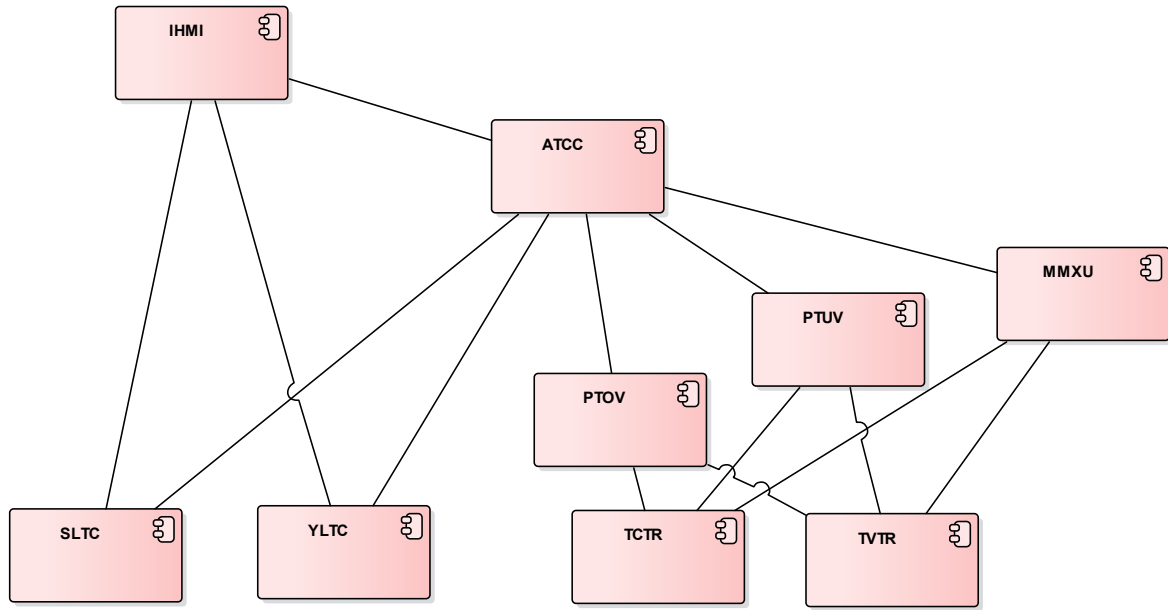 IHMI
ATCC
MMXU
PTUV
PTOV
SLTC
YLTC
TCTR
TVTR